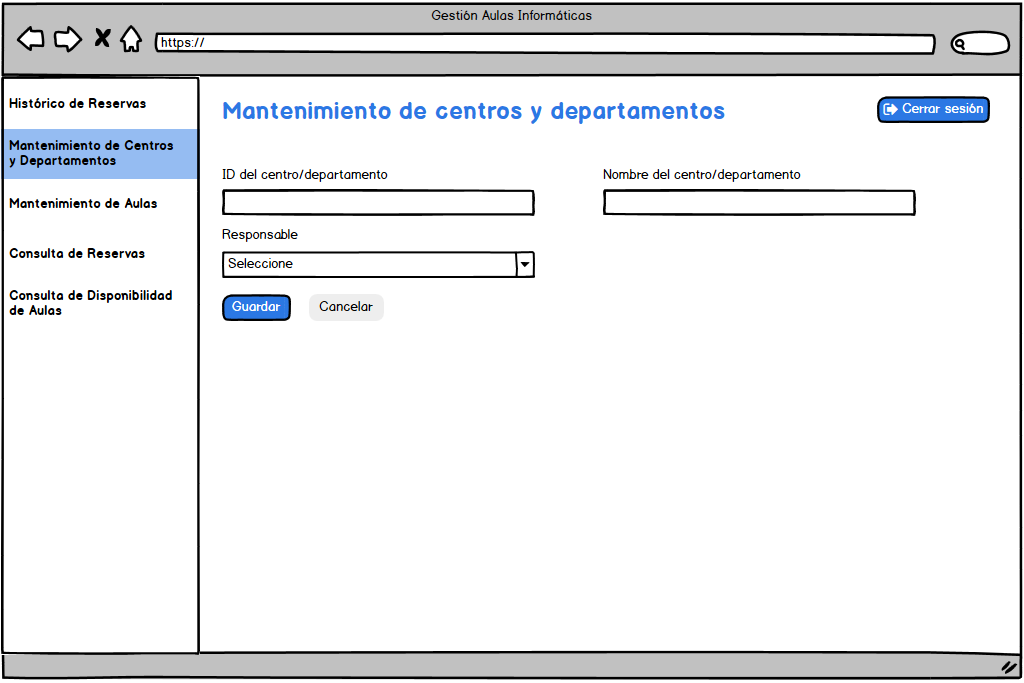 Gestión Aulas Informáticas
https://
Histórico de Reservas
Mantenimiento de Centros
y Departamentos
Mantenimiento de Aulas
Consulta de Reservas
Consulta de Disponibilidad
de Aulas
Mantenimiento de centros y departamentos
Cerrar sesión
ID del centro/departamento
Nombre del centro/departamento
Responsable
Seleccione
Guardar
Cancelar